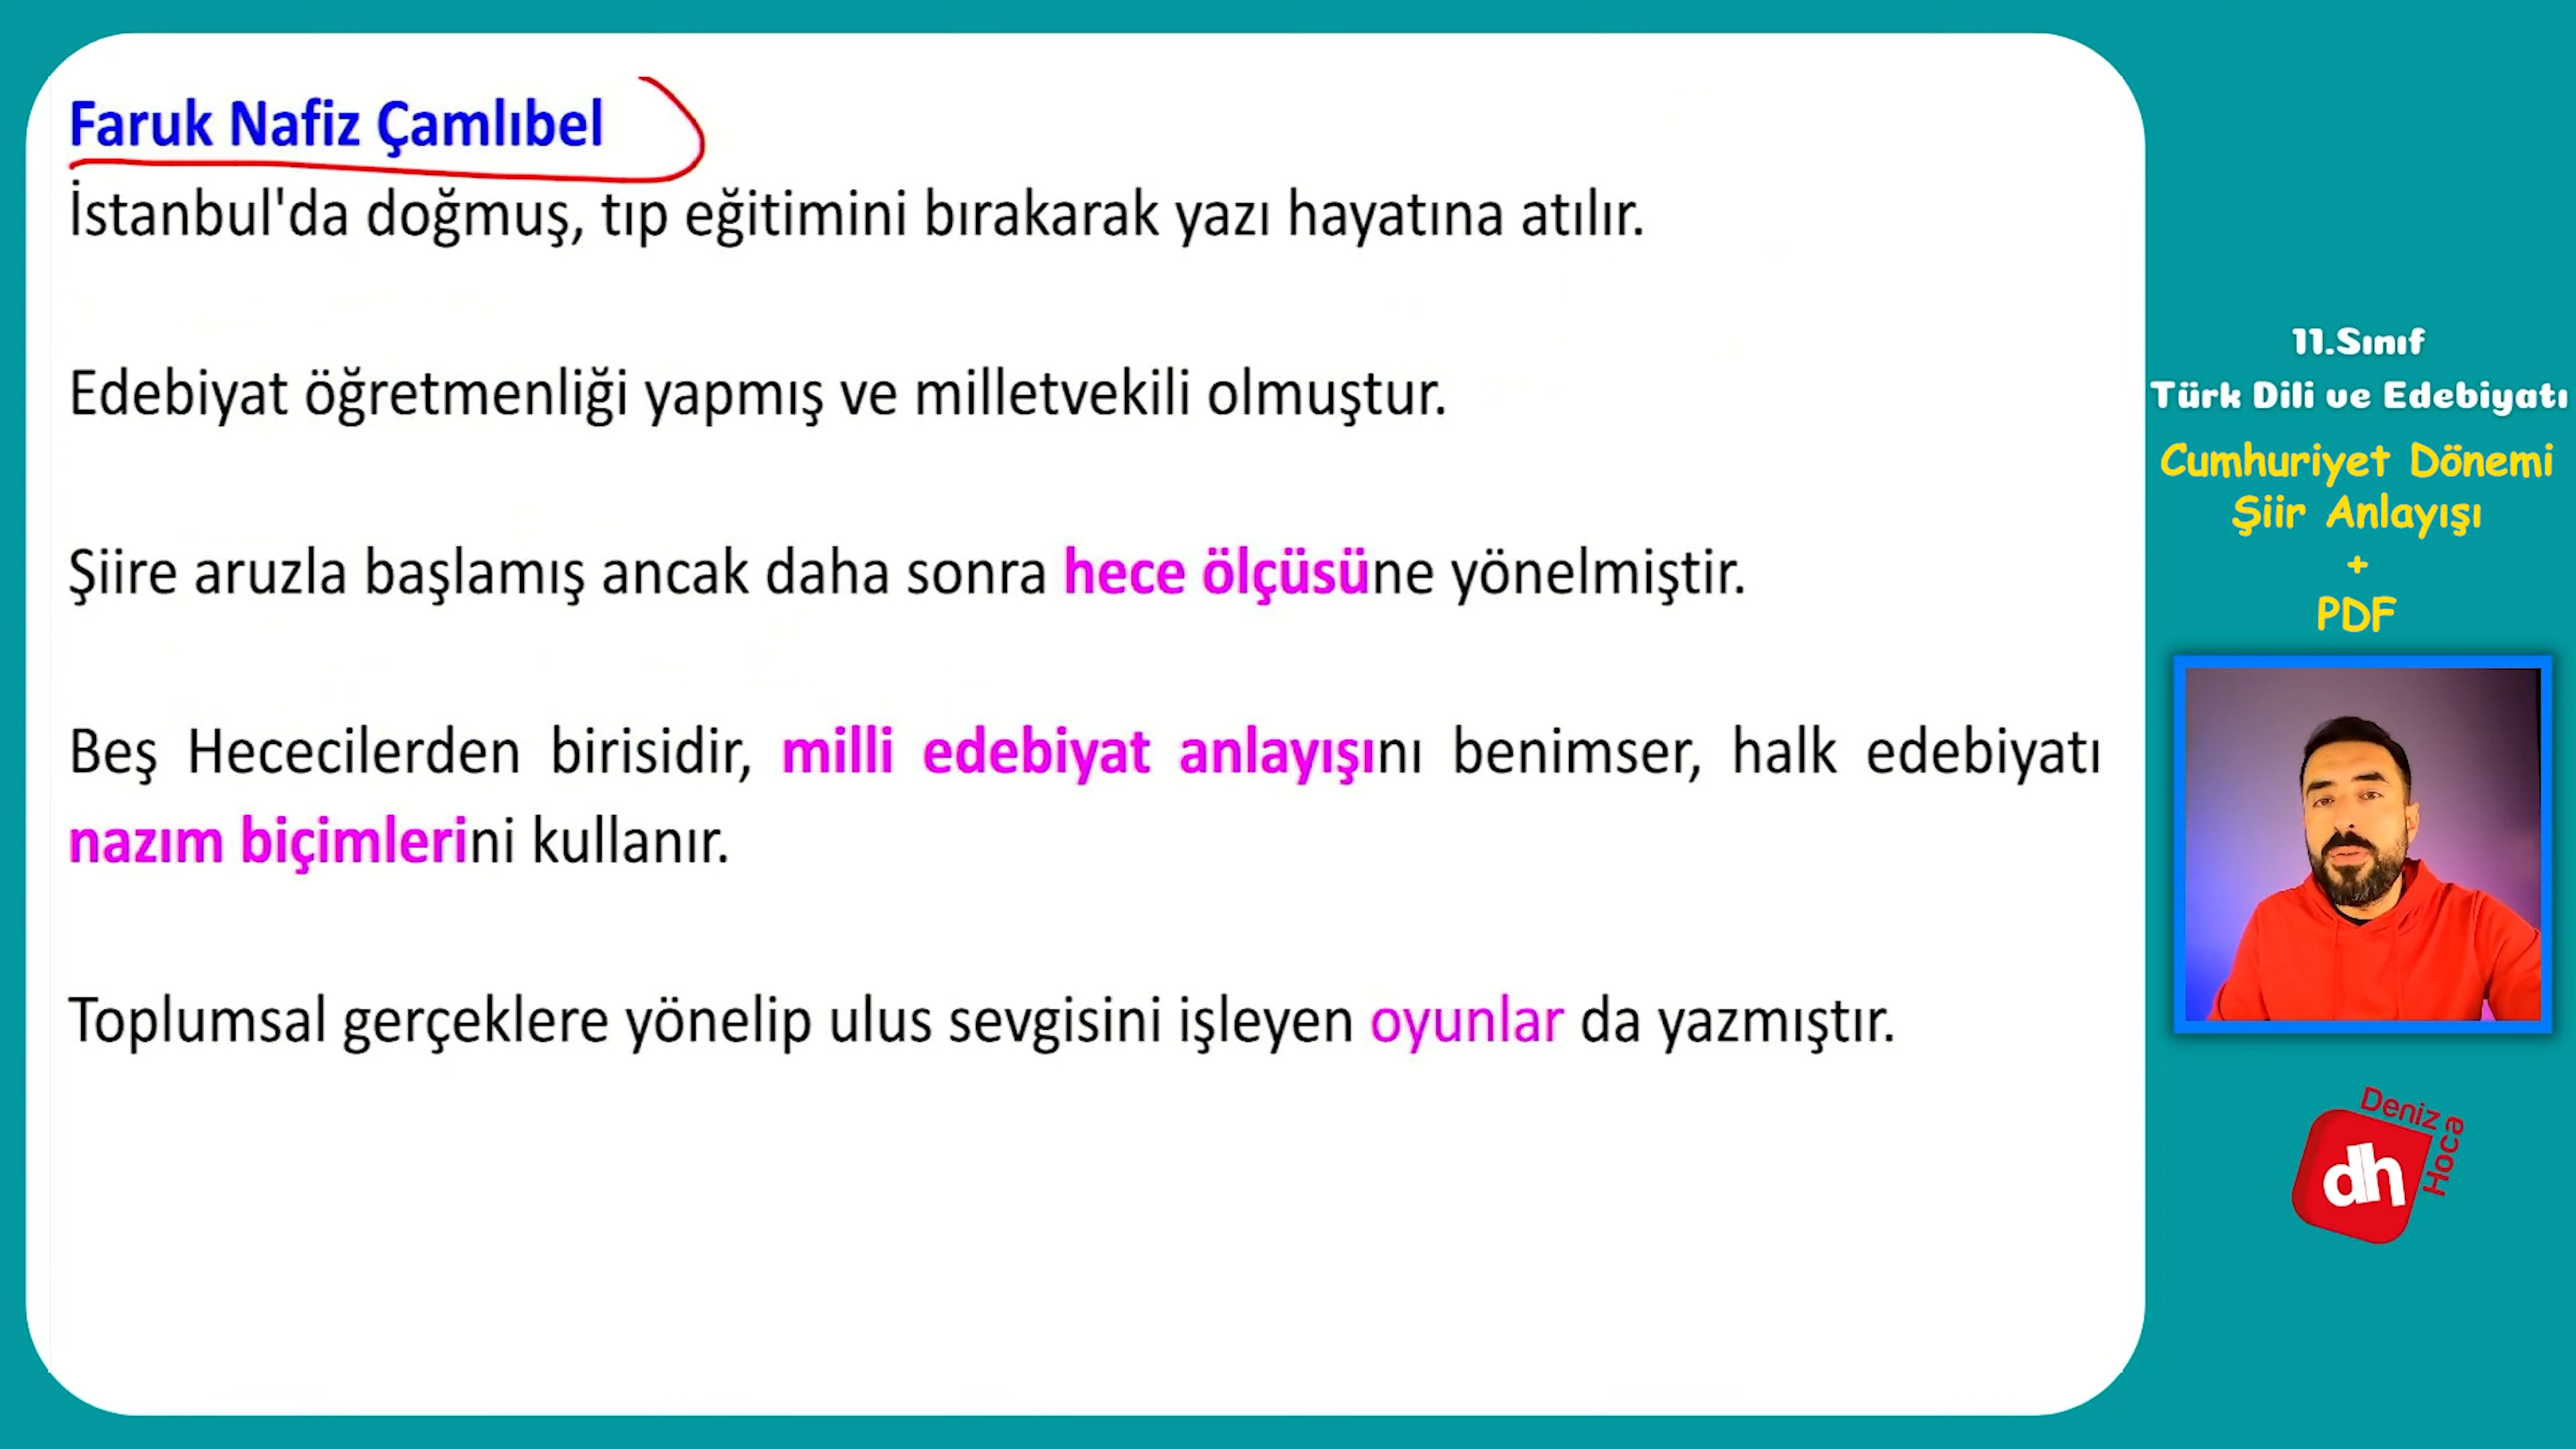 Faruk Nafiz Çamlıbel
İstanbul'da doğmuş, tıp eğitimini bırakarak yazı hayatına atılır.
Edebiyat öğretmenliği yapmış ve milletvekili olmuştur.
Şiire aruzla başlamış ancak daha sonra hece ölçüsüne yönelmiştir.
Beş Hececilerden birisidir, milli edebiyat anlayışını benimser, halk edebiyatı
nazım biçimlerini kullanır.
Toplumsal gerçeklere yönelip ulus sevgisini işleyen oyunlar da yazmıştır.
11.Sınıf
Türk Dili ve Edebiyatı
Cumhuriyet Dönemi
Şiir Anlayışı
+
PDF
Deniz
Hoca
dh